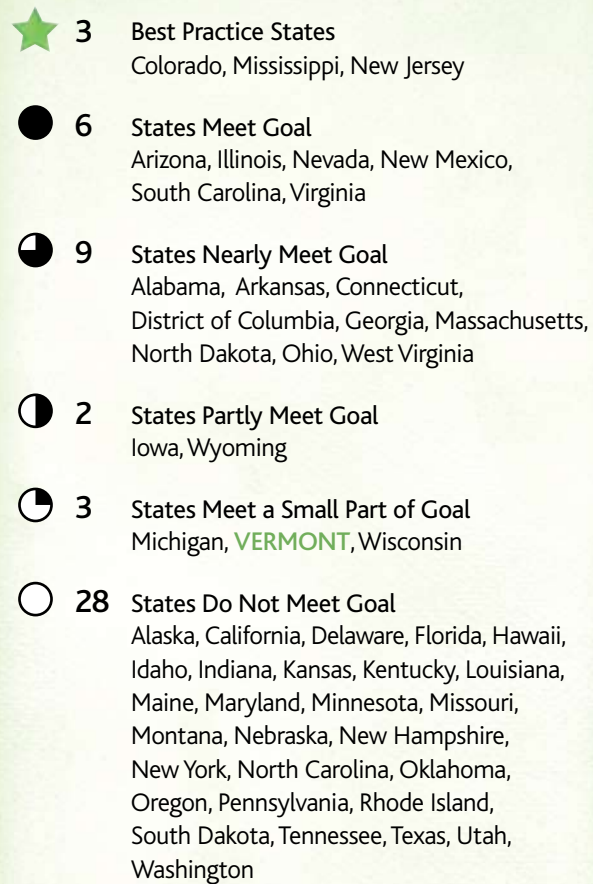 3 Best Practice States
Colorado, Mississippi, New Jersey
6 States Meet Goal
Arizona, Illinois, Nevada, New Mexico,
South Carolina, Virginia
9 States Nearly Meet Goal
Alabama, Arkansas, Connecticut,
District of Columbia, Georgia, Massachusetts,
North Dakota, Ohio, West Virginia
2 States Partly Meet Goal
Iowa, Wyoming
3 States Meet a Small Part of Goal
Michigan, VERMONT, Wisconsin
28 States Do Not Meet Goal
Alaska, California, Delaware, Florida, Hawaii,
Idaho, Indiana, Kansas, Kentucky, Louisiana,
Maine, Maryland, Minnesota, Missouri,
Montana, Nebraska, New Hampshire,
New York, North Carolina, Oklahoma,
Oregon, Pennsylvania, Rhode Island,
South Dakota, Tennessee, Texas, Utah,
Washington